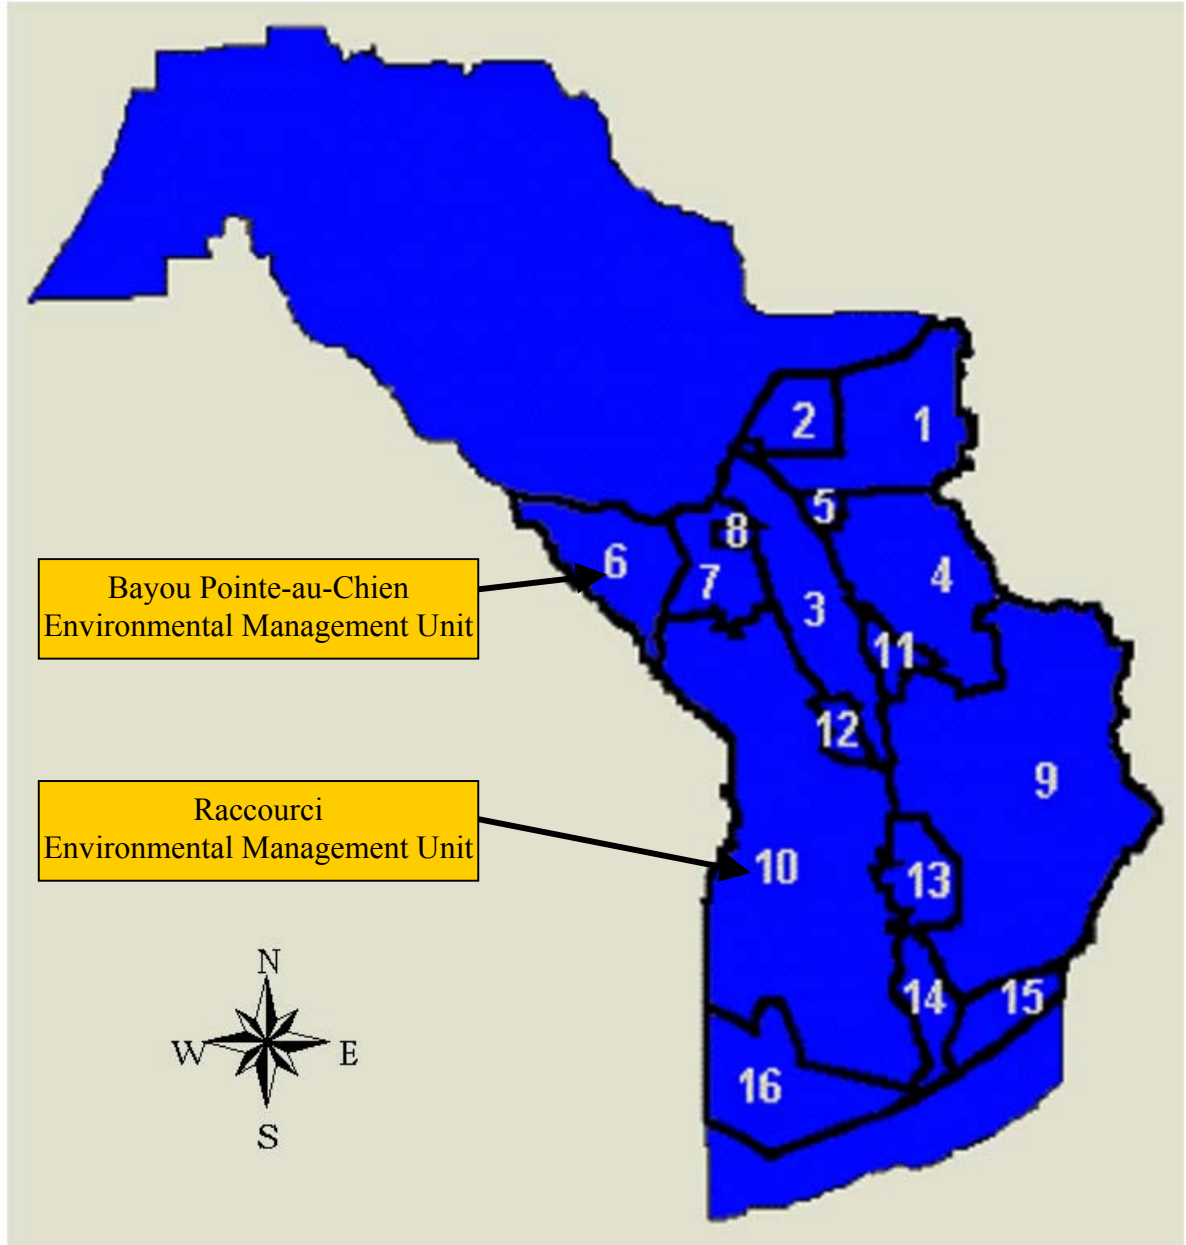 2
1
5
8
6
4
7
3
Bayou Pointe-au-Chien
Environmental Management Unit
11
12
9
Raccourci
Environmental Management Unit
10
13
N
14
15
W
E
16
S